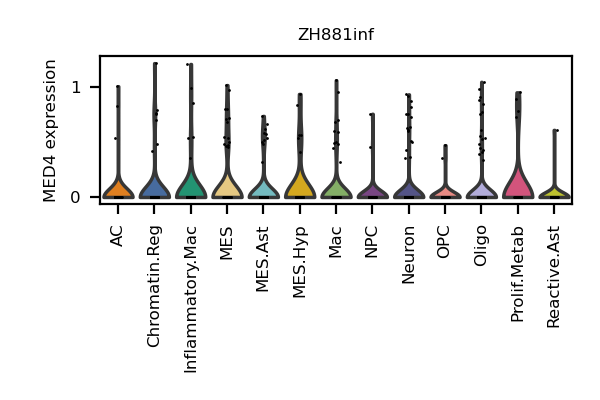 ZH881inf
MED4 expression
1
0
AC
Chromatin.Reg
Inflammatory.Mac
MES
MES.Ast
MES.Hyp
Mac
NPC
Neuron
OPC
Oligo
Prolif.Metab
Reactive.Ast